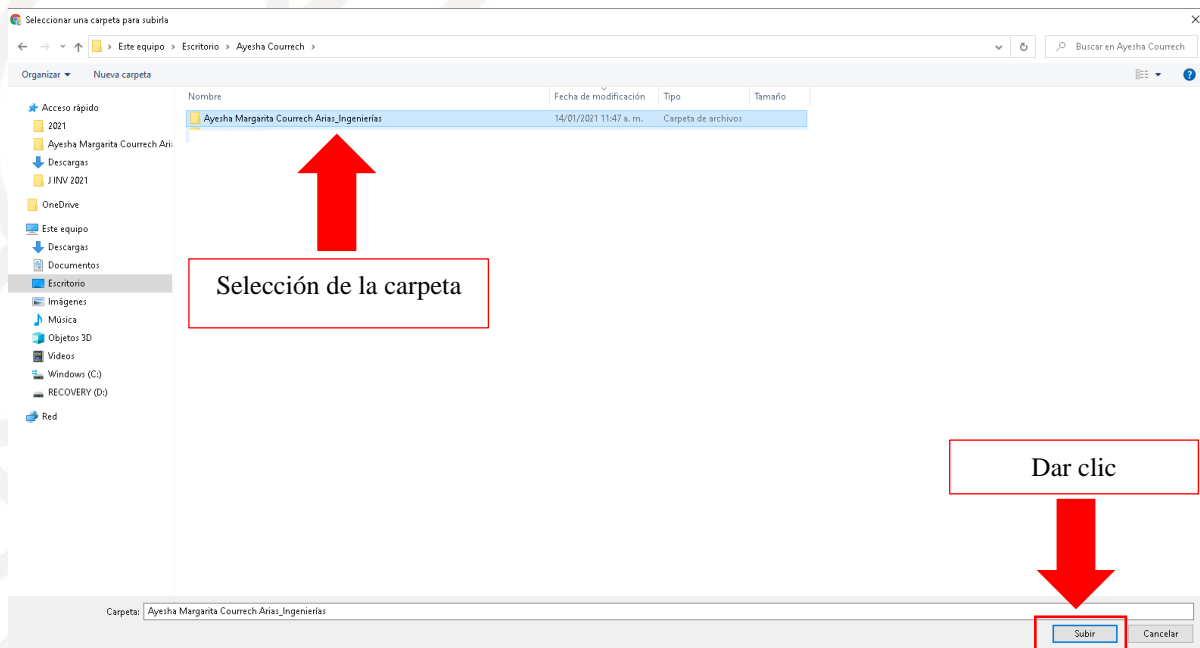 Seleccionar una carpeta para subirla
Este equipo > Escritorio > Ayesha Courrech >
Buscar en Ayesha Courrech
Organizar
Nueva carpeta
Nombre
Fecha de modificación
Tipo
Tamaño
Acceso rápido
2021
Ayesha Margarita Courrech Ari
Descargas
J INV 2021
OneDrive
Este equipo
Descargas
Documentos
Escritorio
Imágenes
Música
Objetos 3D
Videos
Windows (C:)
RECOVERY (D:)
Red
Ayesha Margarita Courrech Arias_Ingenierías 14/01/2021 11:47 a. m. Carpeta de archivos
Selección de la carpeta
Dar clic
Carpeta: Ayesha Margarita Courrech Arias_Ingenierías
Subir
Cancelar